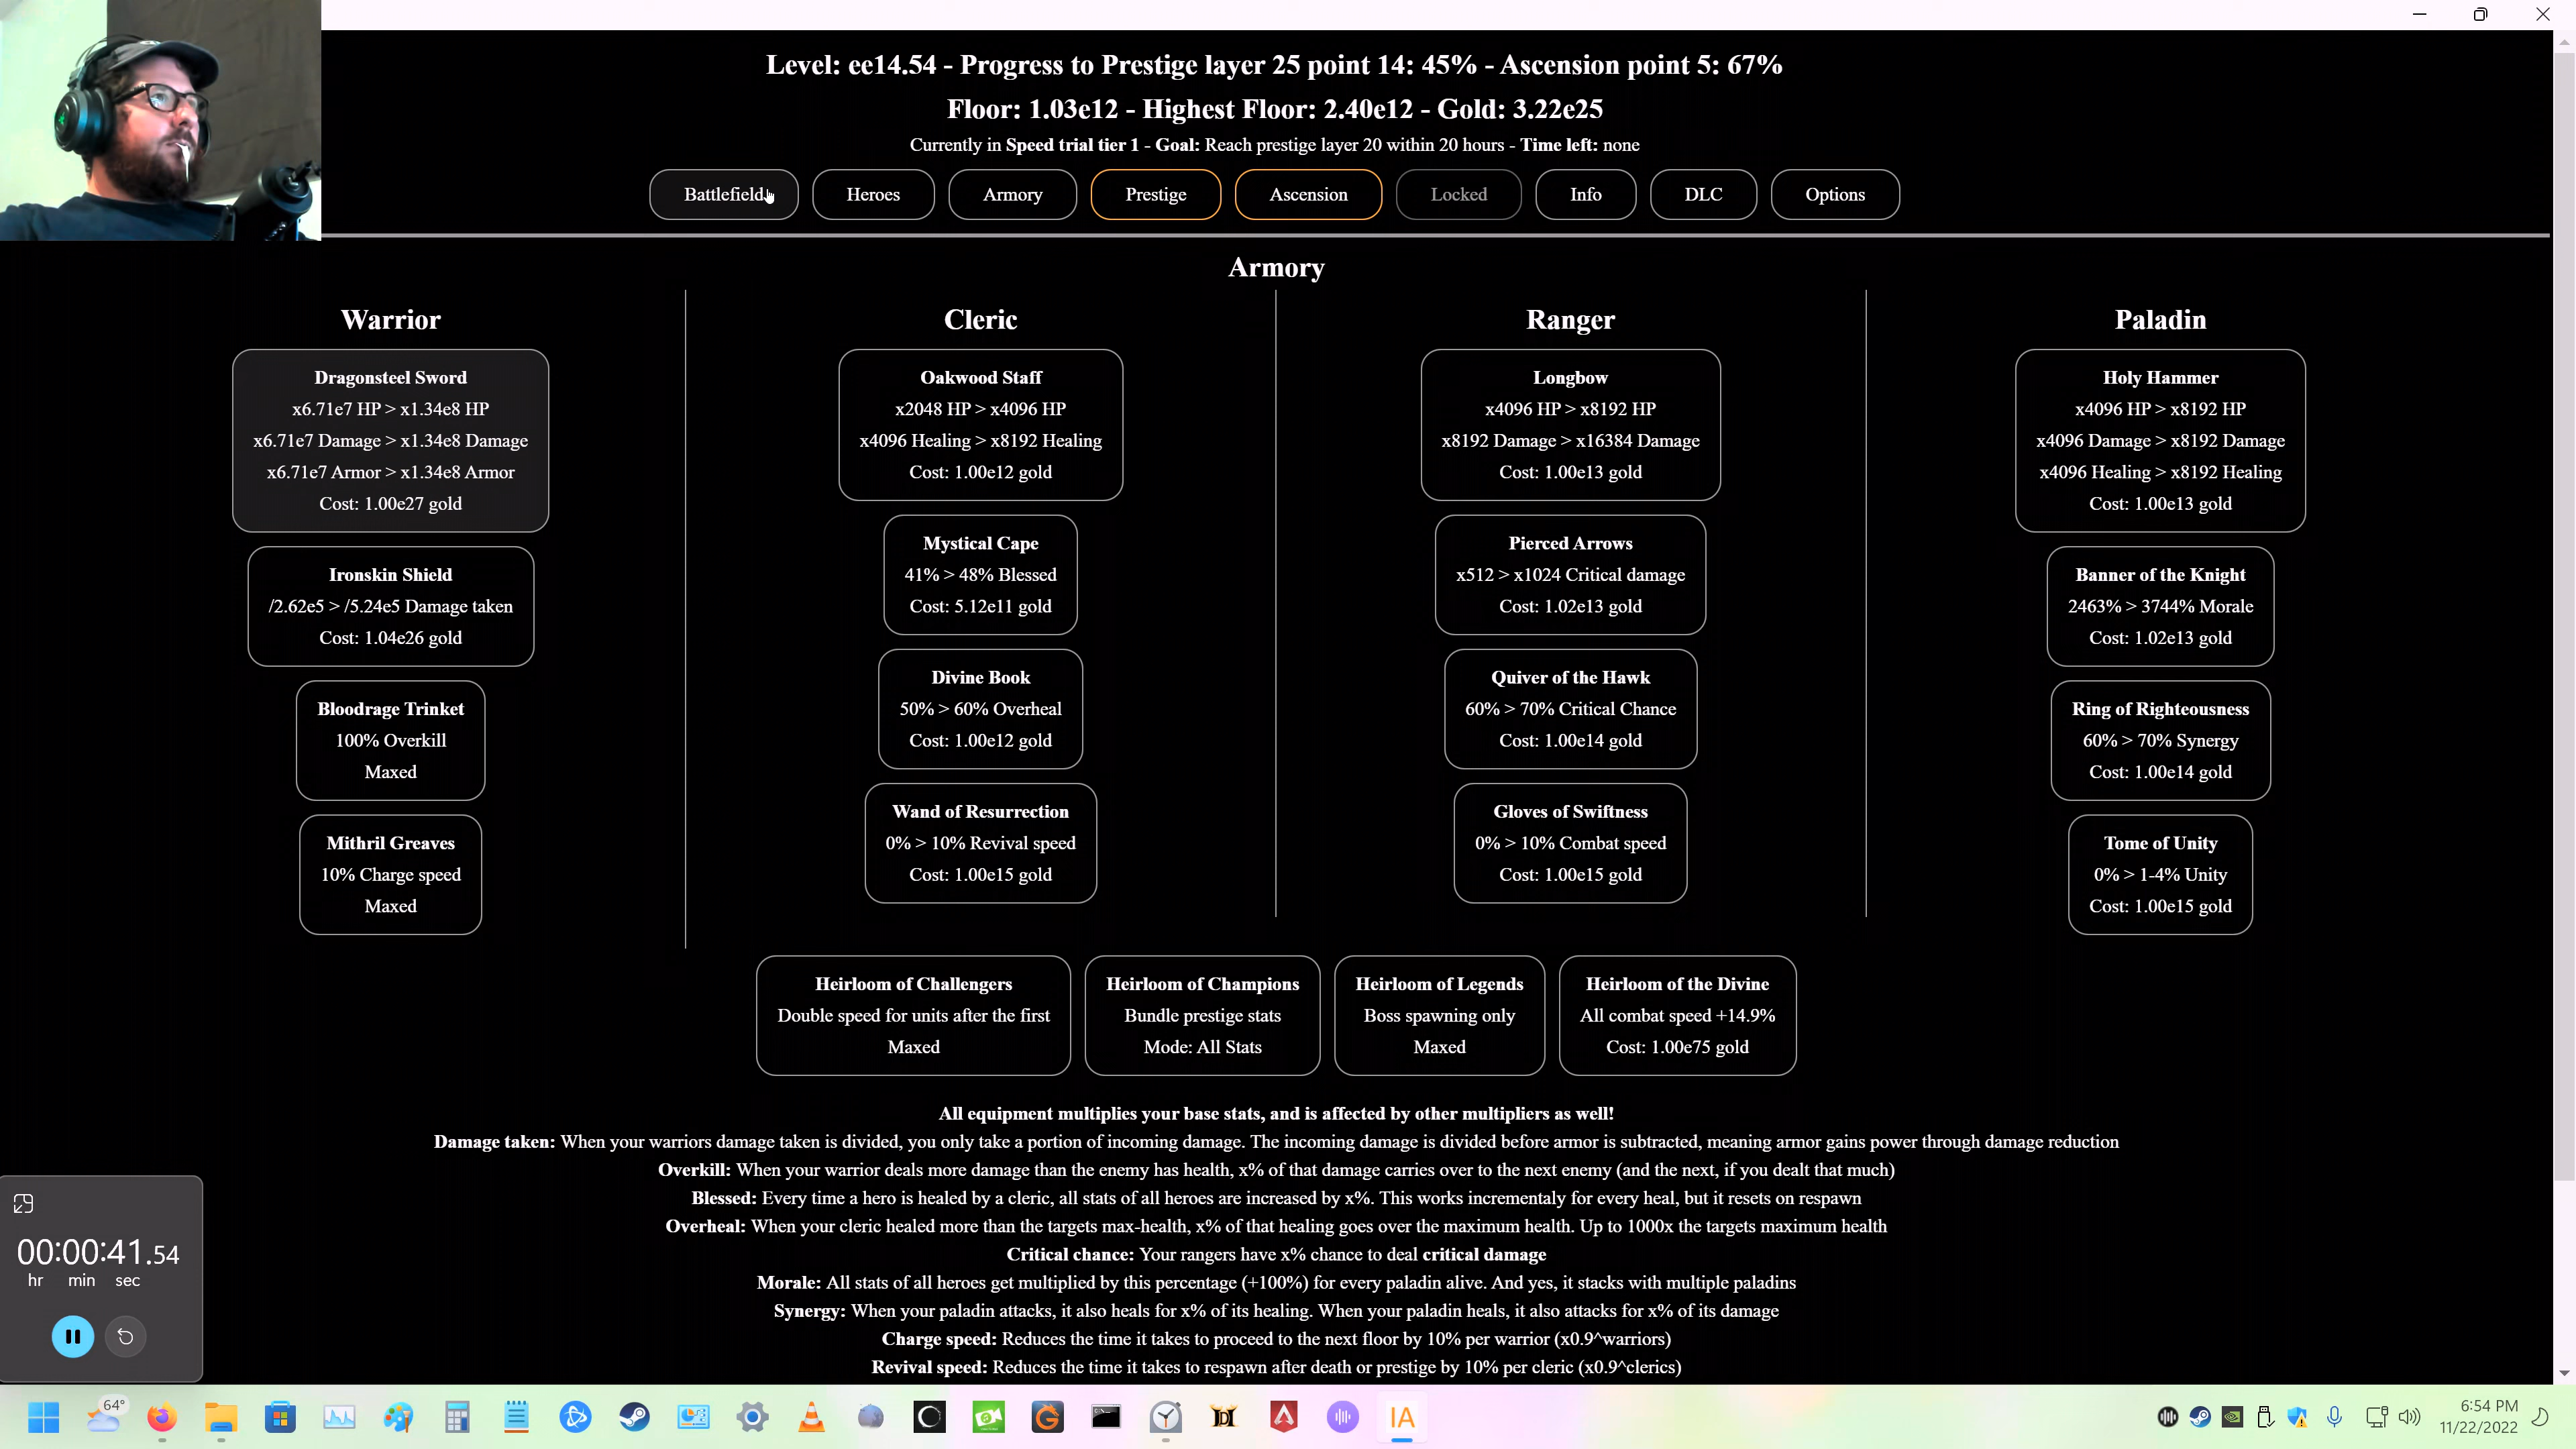 Level: ee14.54 - Progress to Prestige layer 25 point 14: 45% - Ascension point 5: 67%
Floor: 1.03e12 - Highest Floor: 2.40e12 - Gold: 3.22e25
Currently in Speed trial tier 1 - Goal: Reach prestige layer 20 within 20 hours - Time left: none
Battlefield
Heroes
Armory
Prestige
Ascension
Locked
Info
DLC
Options
Armory
Warrior
Dragonsteel Sword
x6.71e7 HP > x1.34e8 HP
x6.71e7 Damage > x1.34e8 Damage
x6.71e7 Armor > x1.34e8 Armor
Cost: 1.00e27 gold
Ironskin Shield
/2.62e5 > /5.24e5 Damage taken
Cost: 1.04e26 gold
Bloodrage Trinket
100% Overkill
Maxed
Mithril Greaves
10% Charge speed
Maxed
Cleric
Oakwood Staff
x2048 HP > x4096 HP
x4096 Healing > x8192 Healing
Cost: 1.00e12 gold
Mystical Cape
41% > 48% Blessed
Cost: 5.12e11 gold
Divine Book
50% > 60% Overheal
Cost: 1.00e12 gold
Wand of Resurrection
0% > 10% Revival speed
Cost: 1.00e15 gold
Ranger
Longbow
x4096 HP > x8192 HP
x8192 Damage > x16384 Damage
Cost: 1.00e13 gold
Pierced Arrows
x512 > x1024 Critical damage
Cost: 1.02e13 gold
Quiver of the Hawk
60% > 70% Critical Chance
Cost: 1.00e14 gold
Gloves of Swiftness
0% > 10% Combat speed
Cost: 1.00e15 gold
Paladin
Holy Hammer
x4096 HP > x8192 HP
x4096 Damage > x8192 Damage
x4096 Healing > x8192 Healing
Cost: 1.00e13 gold
Banner of the Knight
2463% > 3744% Morale
Cost: 1.02e13 gold
Ring of Righteousness
60% > 70% Synergy
Cost: 1.00e14 gold
Tome of Unity
0% > 1-4% Unity
Cost: 1.00e15 gold
Heirloom of Challengers
Double speed for units after the first
Maxed
Heirloom of Champions
Bundle prestige stats
Mode: All Stats
Heirloom of Legends
Boss spawning only
Maxed
Heirloom of the Divine
All combat speed +14.9%
Cost: 1.00e75 gold
All equipment multiplies your base stats, and is affected by other multipliers as well!
Damage taken: When your warriors damage taken is divided, you only take a portion of incoming damage. The incoming damage is divided before armor is subtracted, meaning armor gains power through damage reduction
Overkill: When your warrior deals more damage than the enemy has health, x% of that damage carries over to the next enemy (and the next, if you dealt that much)
Blessed: Every time a hero is healed by a cleric, all stats of all heroes are increased by x%. This works incrementaly for every heal, but it resets on respawn
Overheal: When your cleric healed more than the targets max-health, x% of that healing goes over the maximum health. Up to 1000x the targets maximum health
Critical chance: Your rangers have x% chance to deal critical damage
Morale: All stats of all heroes get multiplied by this percentage (+100%) for every paladin alive. And yes, it stacks with multiple paladins
Synergy: When your paladin attacks, it also heals for x% of its healing. When your paladin heals, it also attacks for x% of its damage
Charge speed: Reduces the time it takes to proceed to the next floor by 10% per warrior (x0.9^warriors)
Revival speed: Reduces the time it takes to respawn after death or prestige by 10% per cleric (x0.9^clerics)
00:00:41.54
hr min sec
64°
IA
6:54 PM
11/22/2022